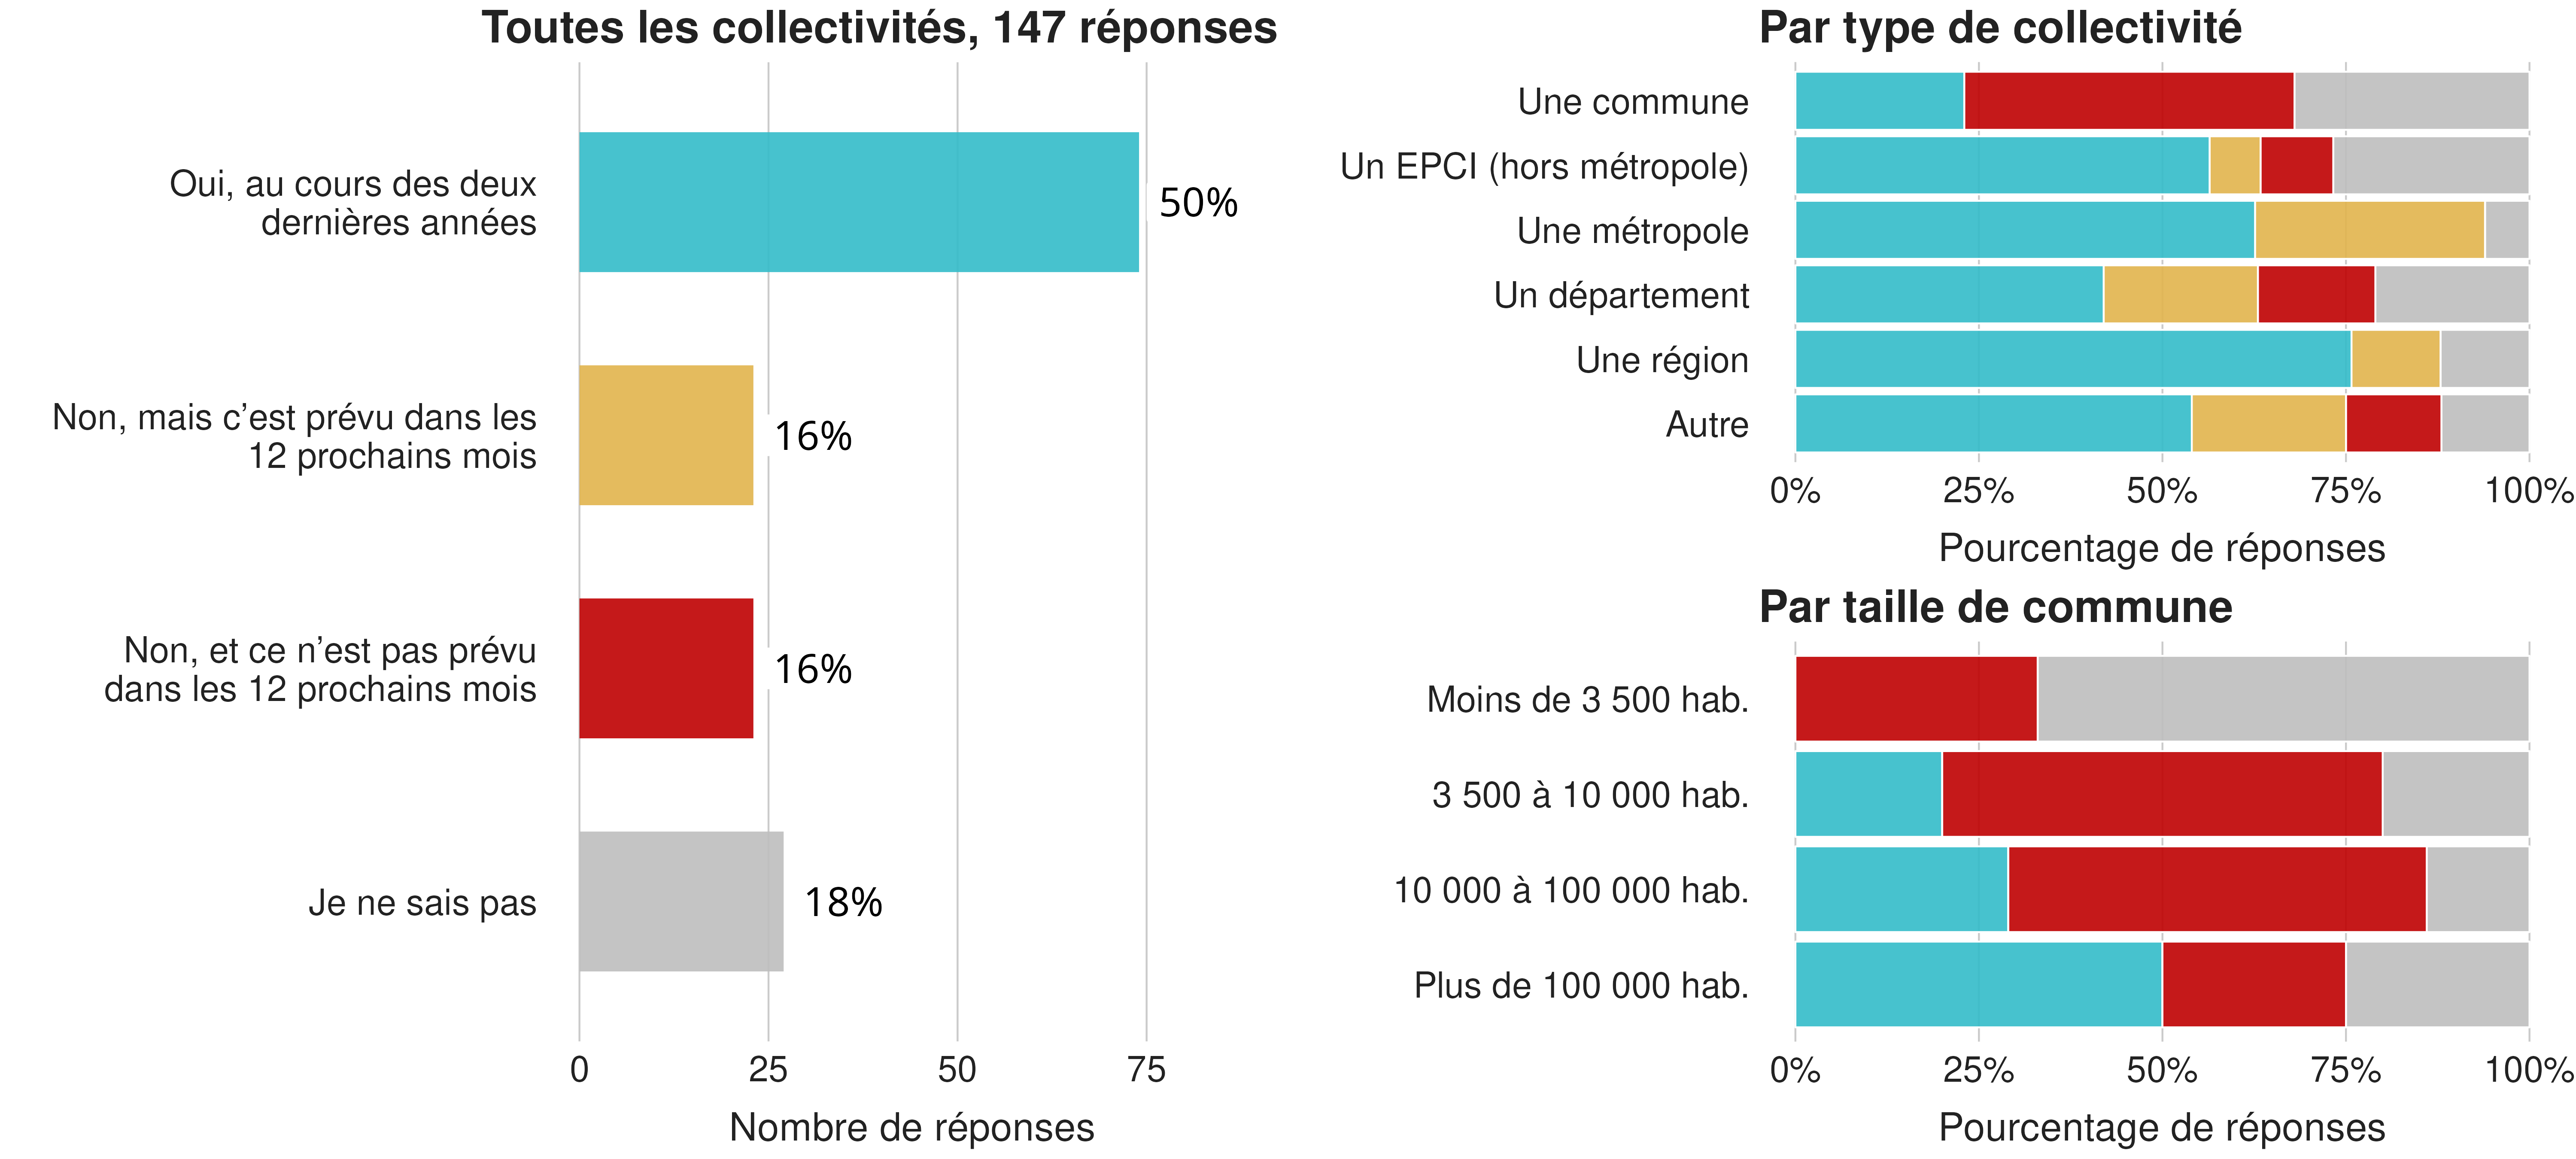 Toutes les collectivités, 147 réponses
Oui, au cours des deux
dernières années
50%
Non, mais c’est prévu dans les
12 prochains mois
16%
Non, et ce n’est pas prévu
dans les 12 prochains mois
16%
Je ne sais pas
18%
0 25 50 75
Nombre de réponses
Par type de collectivité
Une commune
Un EPCI (hors métropole)
Une métropole
Un département
Une région
Autre
0% 25% 50% 75% 100%
Pourcentage de réponses
Par taille de commune
Moins de 3 500 hab.
3 500 à 10 000 hab.
10 000 à 100 000 hab.
Plus de 100 000 hab.
0% 25% 50% 75% 100%
Pourcentage de réponses